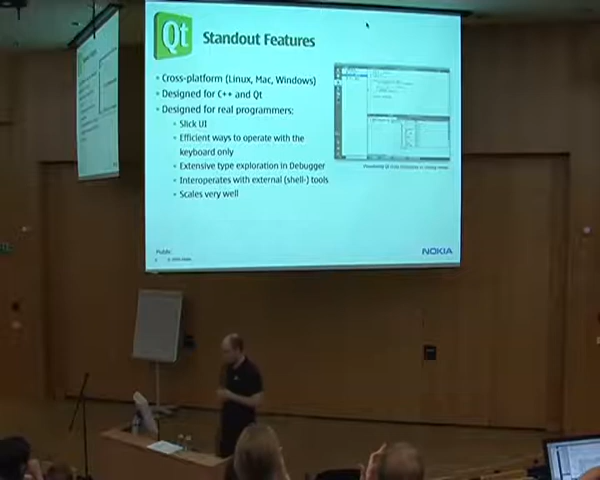 Qt
Standout Features
• Cross-platform (Linux, Mac, Windows)
• Designed for C++ and Qt
• Designed for real programmers:
• Slick UI
• Efficient ways to operate with the
keyboard only
• Extensive type exploration in Debugger
• Interoperates with external (shell-) tools
• Scales very well
Public
NOKIA